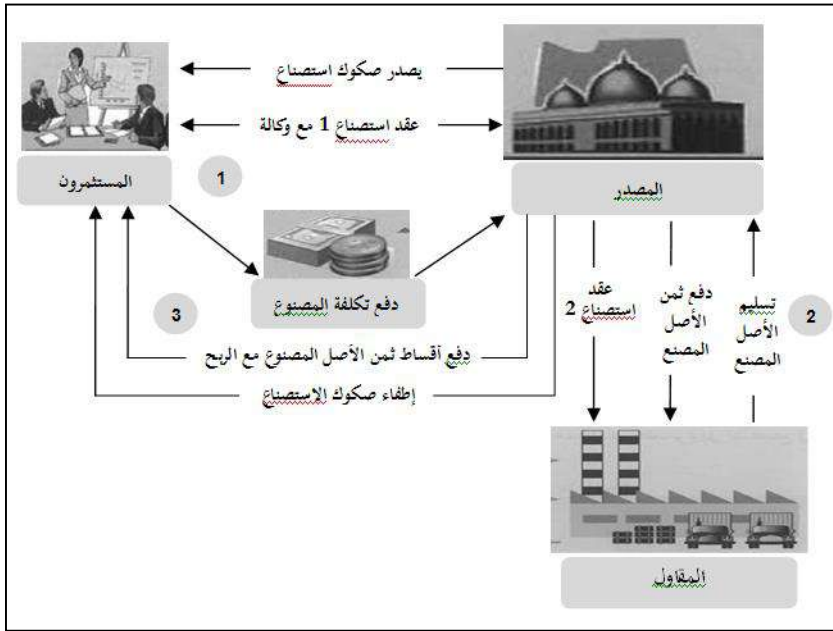 يصدر صكوك استصناع
عقد استصناع 1 مع وكالة
المستثمرون
1
المصدر
دفع تكلفة المصنوع
3
عقد
استصناع 2
دفع ثمن
الأصل
المصنع
تسليم
الأصل
المصنع
2
دفع أقساط ثمن الأصل المصنوع مع الربح
إطفاء صكوك الاستصناع
المقاول